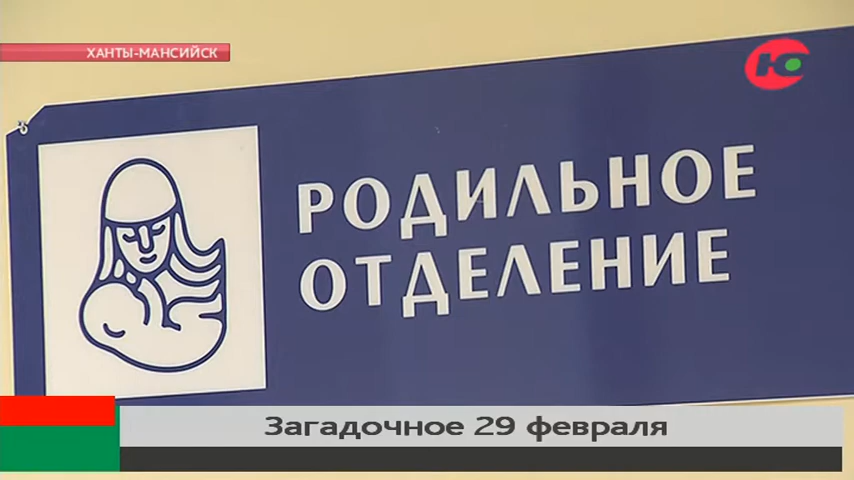 ХАНТЫ-МАНСИЙСК
Ю
РОДИЛЬНОЕ
ОТДЕЛЕНИЕ
Загадочное 29 февраля